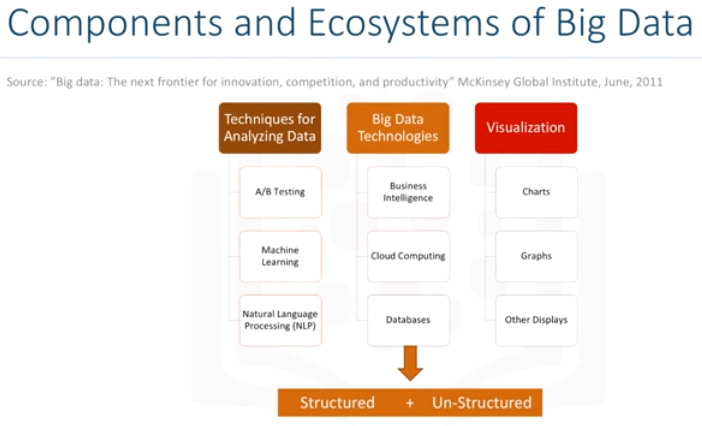 Components and Ecosystems of Big Data
Source: "Big data: The next frontier for innovation, competition, and productivity" McKinsey Global Institute, June, 2011
Techniques for
Analyzing Data
Big Data
Technologies
Visualization
A/B Testing
Business
Intelligence
Charts
Machine
Learning
Cloud Computing
Graphs
Natural Language
Processing (NLP)
Databases
Other Displays
Structured + Un-Structured